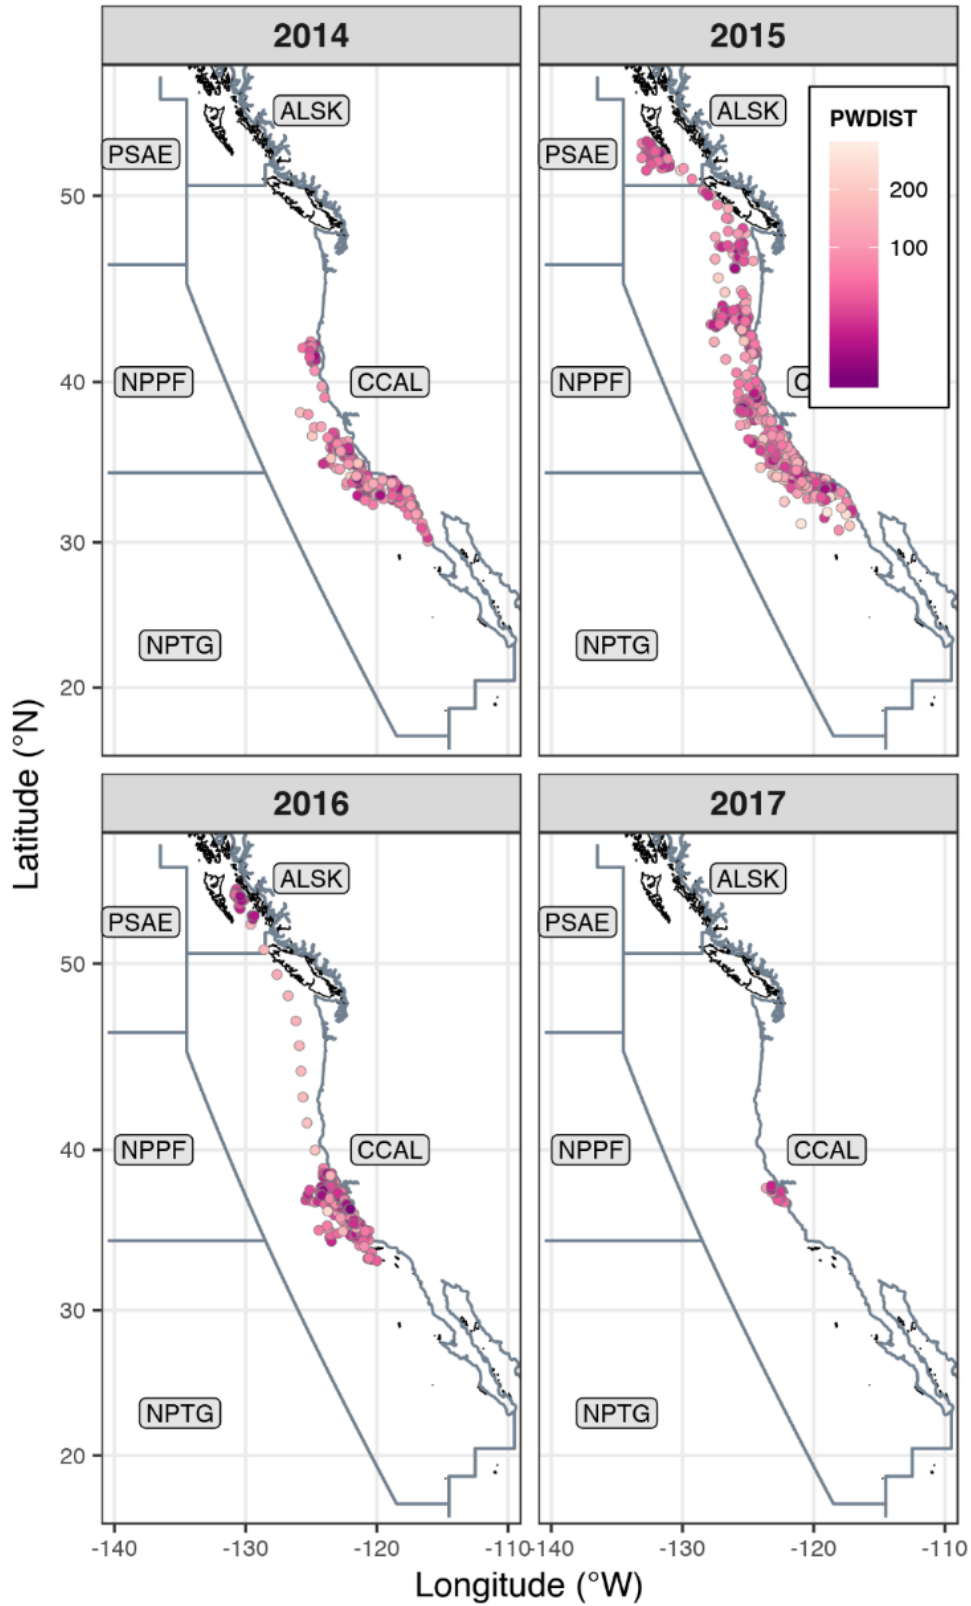 2014
2015
ALSK
PSAE
NPPF
CCAL
NPTG
ALSK
PSAE
NPPF
C
NPTG
PWDIST
200
100
50
40
30
20
Latitude (°N)
2016
2017
ALSK
PSAE
NPPF
CCAL
NPTG
ALSK
PSAE
NPPF
CCAL
NPTG
50
40
30
20
-140 -130 -120 -110 -140 -130 -120 -110
Longitude (°W)